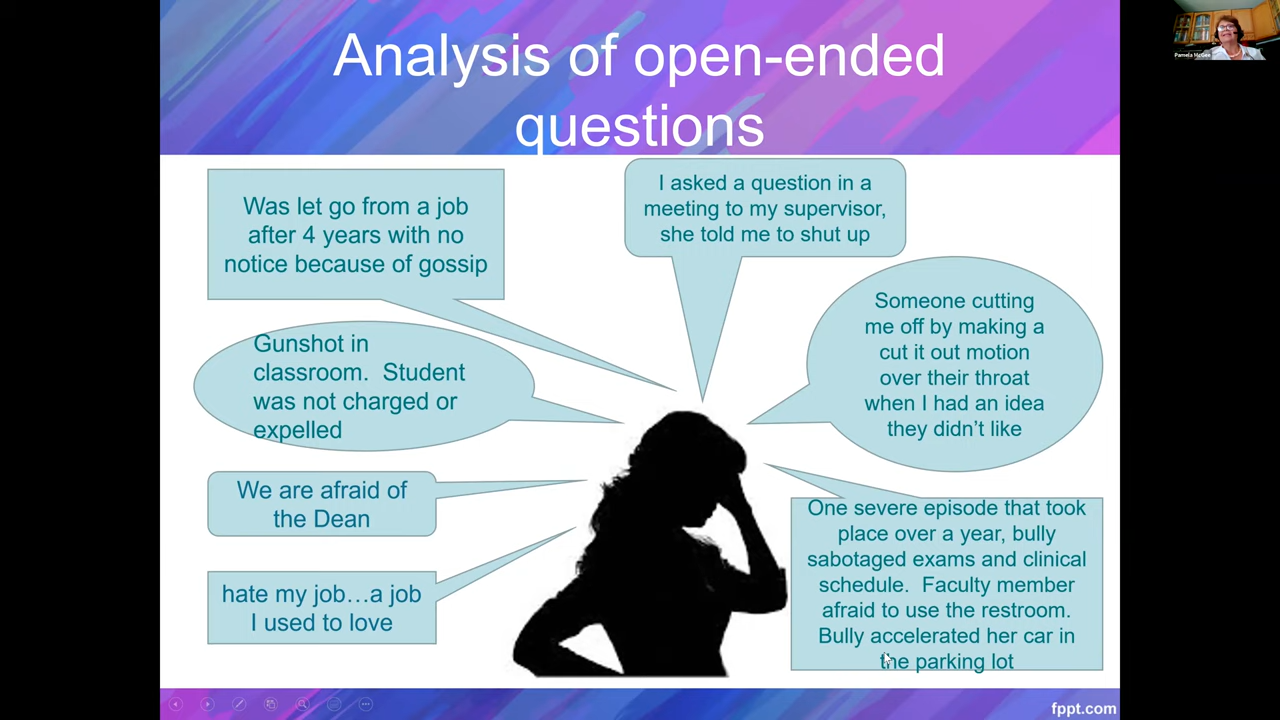 Analysis of open-ended
questions
Was let go from a job
after 4 years with no
notice because of gossip
I asked a question in a
meeting to my supervisor,
she told me to shut up
Gunshot in
classroom.  Student
was not charged or
expelled
Someone cutting
me off by making a
cut it out motion
over their throat
when I had an idea
they didn't like
We are afraid of
the Dean
hate my job…a job
I used to love
One severe episode that took
place over a year, bully
sabotaged exams and clinical
schedule.  Faculty member
afraid to use the restroom.
Bully accelerated her car in
the parking lot
fppt.com
Pamela McGee